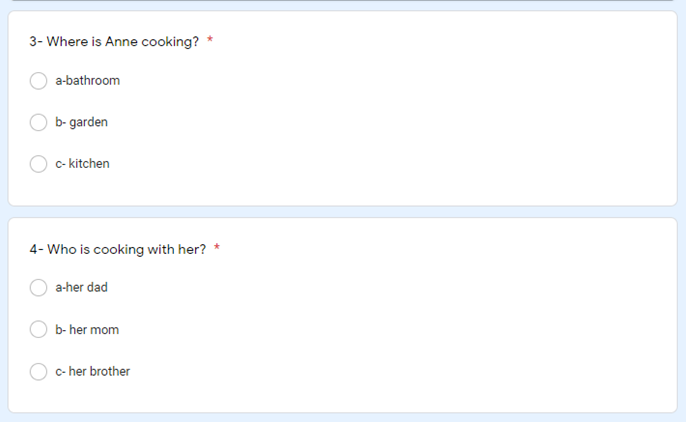 3- Where is Anne cooking? *
a-bathroom
b- garden
c- kitchen
4- Who is cooking with her? *
a-her dad
b- her mom
c- her brother